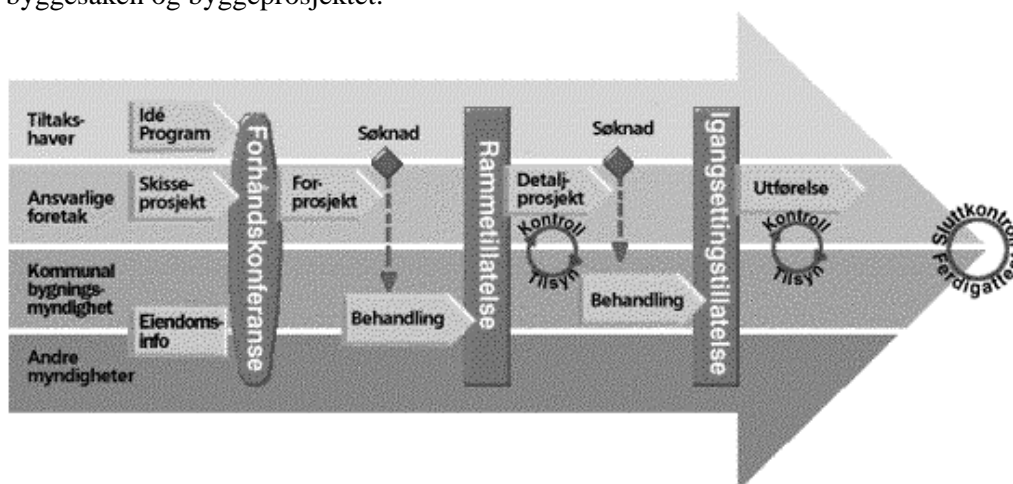 byggesaken og byggeprosjektet.
Tiltaks-
haver
Idé
Program
Ansvarlige
foretak
Skisse-
prosjekt
Kommunal
bygnings-
myndighet
Eiendoms-
info
Andre
myndigheter
Forhåndskonferanse
For-
prosjekt
Søknad
Behandling
Rammetillatelse
Detalj-
prosjekt
Kontroll
Tilsyn
Søknad
Behandling
Igangsettingstillatelse
Utførelse
Kontroll
Tilsyn
Sluttkontroll
Ferdigattest